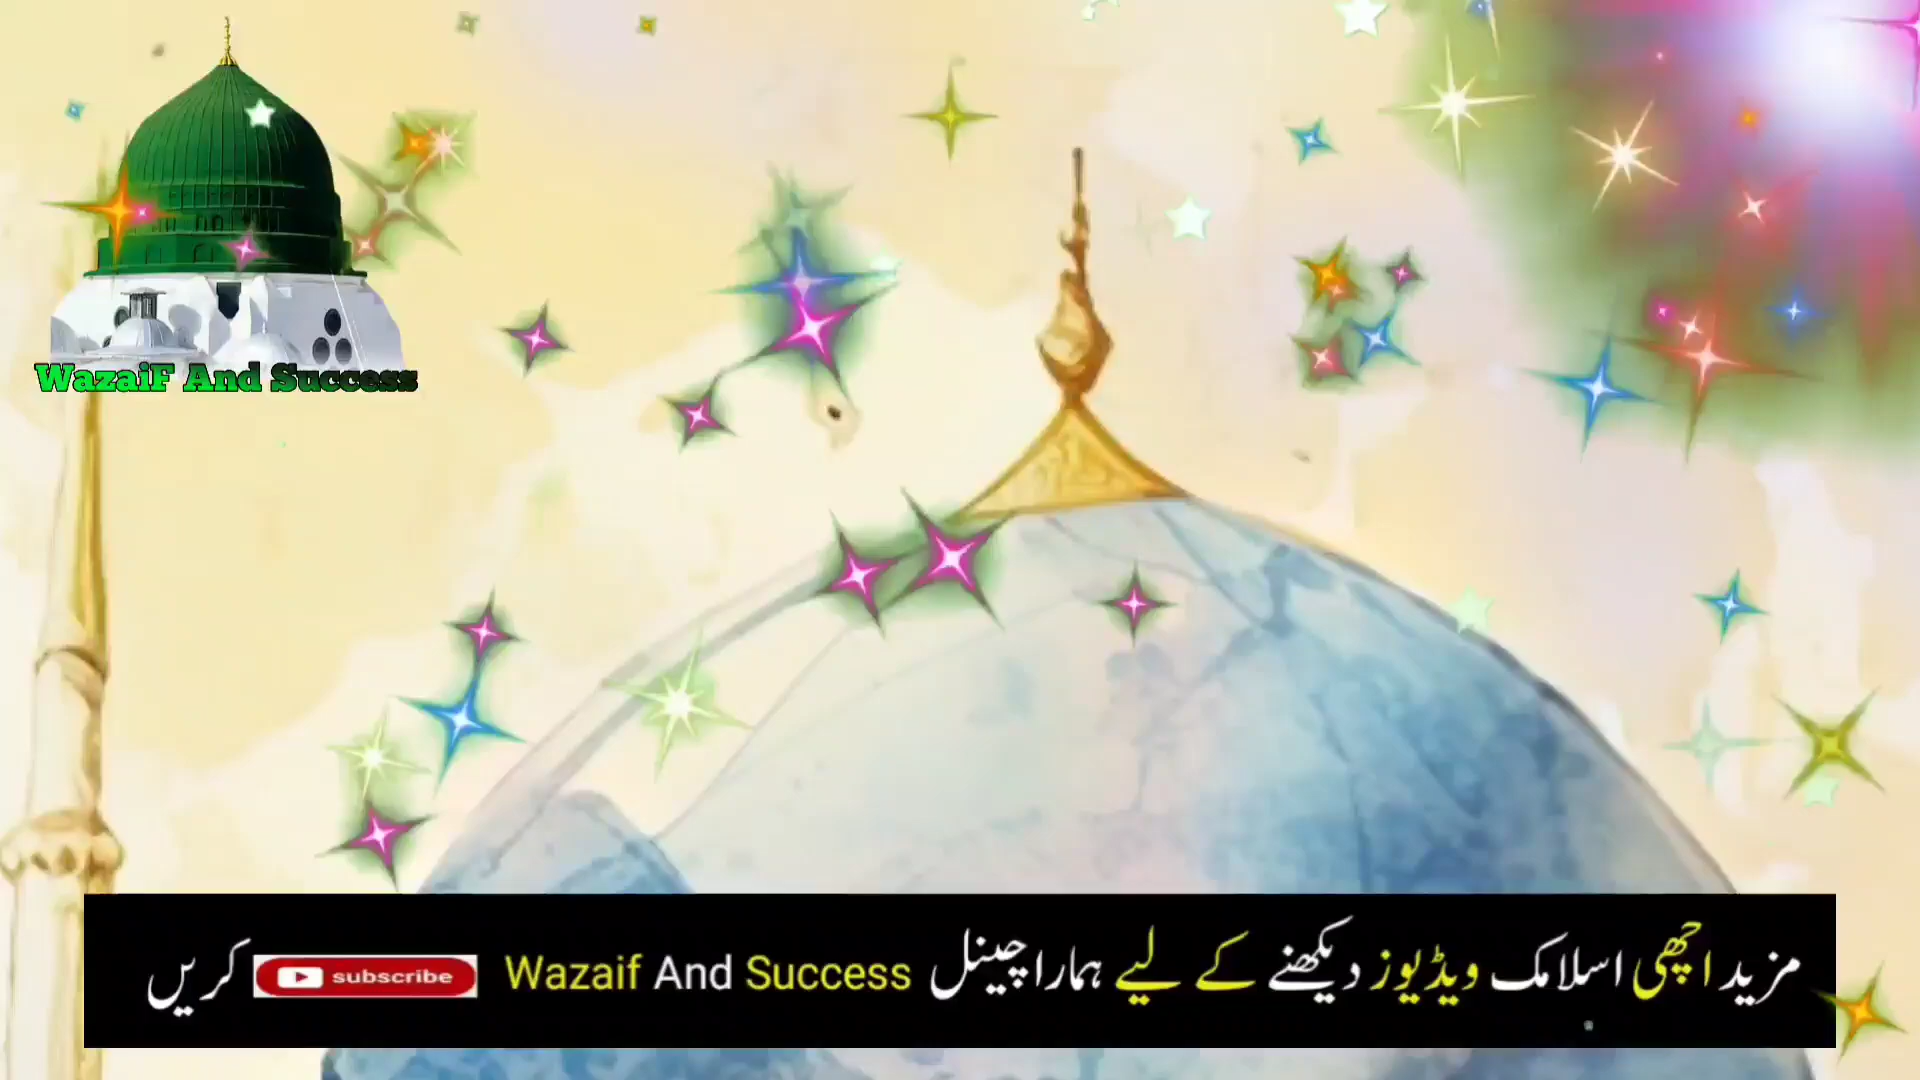 WazaiF And Success
مزید اچھی اسلامک ویڈیوز دیکھنے کے لیے ہمارا چینل Wazaif And Success subscribe کریں